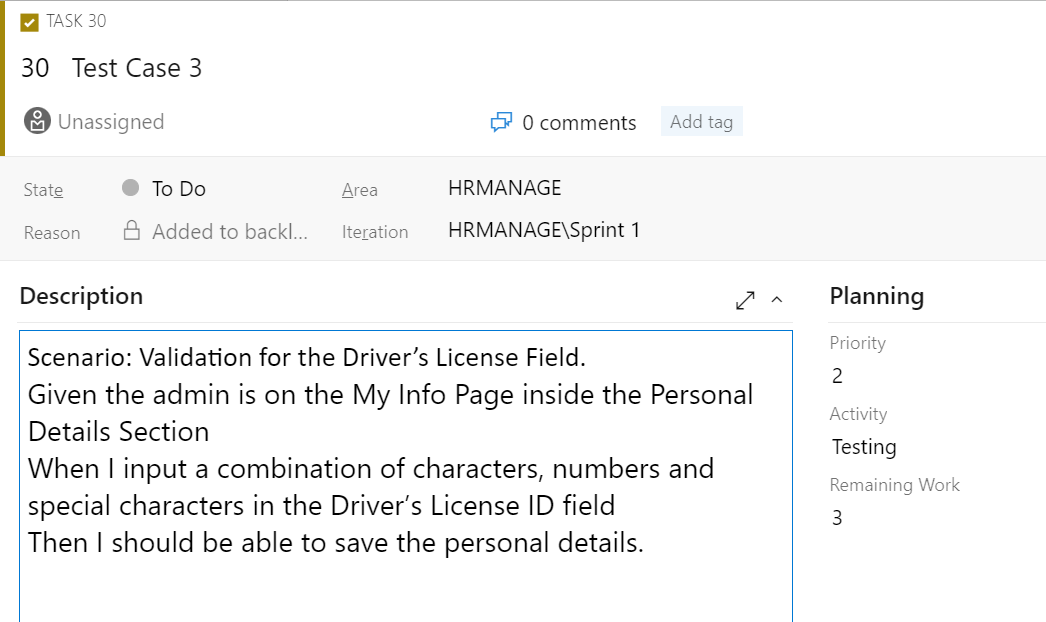 TASK 30
30 Test Case 3
Unassigned
0 comments
Add tag
State
To Do
Area
HRMANAGE
Reason
Added to backl...
Iteration
HRMANAGE\Sprint 1
Description
Scenario: Validation for the Driver’s License Field.
Given the admin is on the My Info Page inside the Personal
Details Section
When I input a combination of characters, numbers and
special characters in the Driver’s License ID field
Then I should be able to save the personal details.
Planning
Priority
2
Activity
Testing
Remaining Work
3